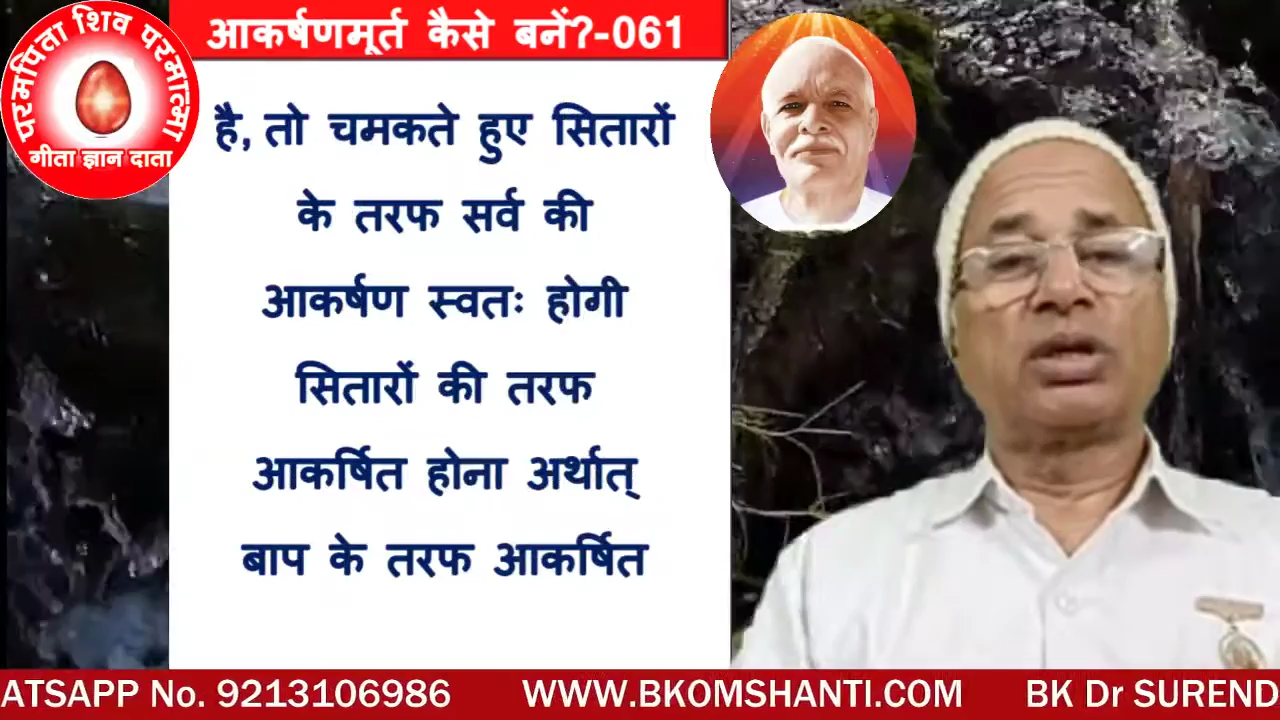 परमपिता शिव परमात्मा
गीता ज्ञान दाता
आकर्षणमूर्त कैसे बनें?-061
है, तो चमकते हुए सितारों
के तरफ सर्व की
आकर्षण स्वतः होगी
सितारों की तरफ
आकर्षित होना अर्थात्
बाप के तरफ आकर्षित
ATSAPP No. 9213106986 WWW.BKOMSHANTI.COM BK Dr SUREND